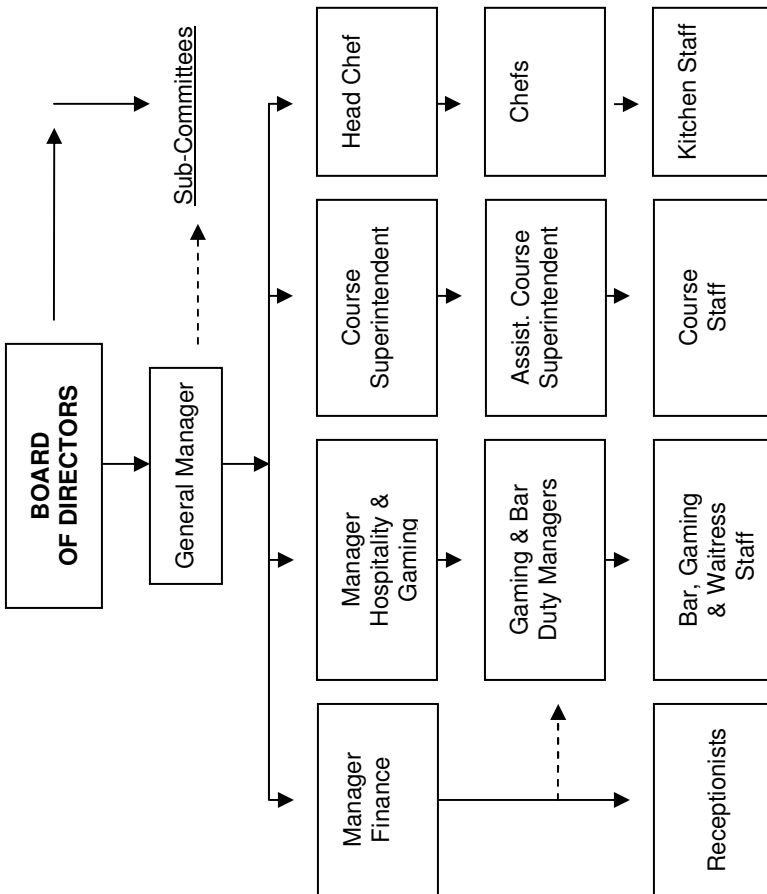 BOARD
OF DIRECTORS
General Manager
Sub-Committees
Manager
Finance
Manager
Hospitality &
Gaming
Course
Superintendent
Head Chef
Gaming & Bar
Duty Managers
Assist. Course
Superintendent
Chefs
Receptionists
Bar, Gaming
& Waitress
Staff
Course
Staff
Kitchen Staff